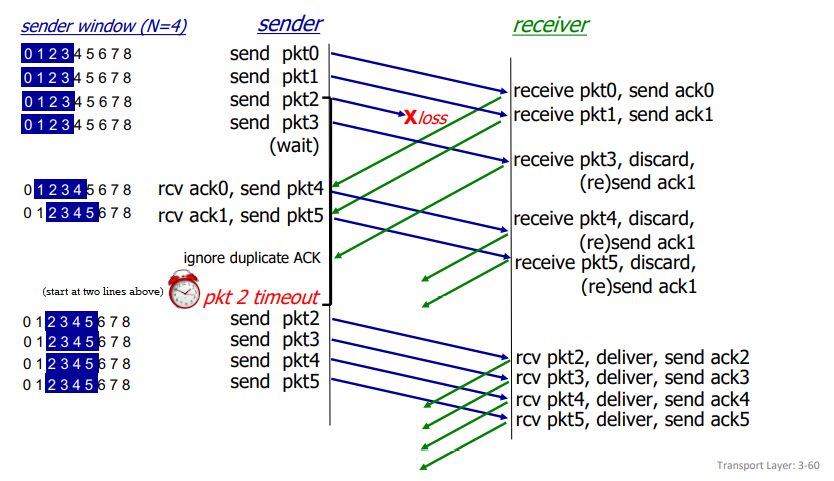 sender window (N=4) sender receiver
0 1 2 3 4 5 6 7 8 send pkt0
0 1 2 3 4 5 6 7 8 send pkt1
0 1 2 3 4 5 6 7 8 send pkt2
0 1 2 3 4 5 6 7 8 send pkt3
(wait)
X loss
receive pkt0, send ack0
receive pkt1, send ack1
receive pkt3, discard,
(re)send ack1
0 1 2 3 4 5 6 7 8 rcv ack0, send pkt4
0 1 2 3 4 5 6 7 8 rcv ack1, send pkt5
receive pkt4, discard,
(re)send ack1
receive pkt5, discard,
(re)send ack1
ignore duplicate ACK
(start at two lines above) pkt 2 timeout
0 1 2 3 4 5 6 7 8 send pkt2
0 1 2 3 4 5 6 7 8 send pkt3
0 1 2 3 4 5 6 7 8 send pkt4
0 1 2 3 4 5 6 7 8 send pkt5
rcv pkt2, deliver, send ack2
rcv pkt3, deliver, send ack3
rcv pkt4, deliver, send ack4
rcv pkt5, deliver, send ack5
Transport Layer: 3-60